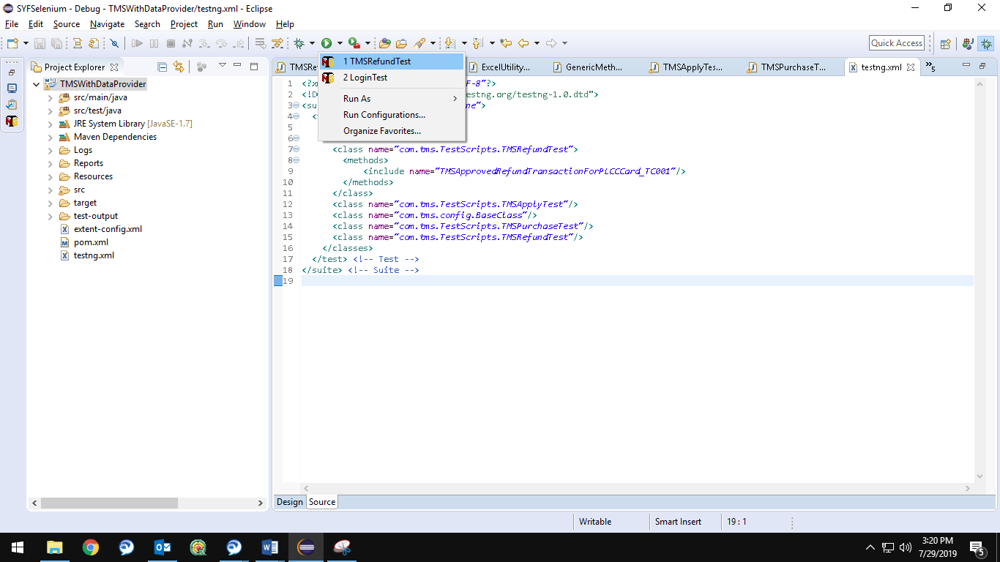 SYFSelenium - Debug - TMSWithDataProvider/testng.xml - Eclipse
File Edit Source Navigate Search Project Run Window Help
Quick Access
Project Explorer
TMSWithDataProvider
src/main/java
src/test/java
JRE System Library [JavaSE-1.7]
Maven Dependencies
Logs
Reports
Resources
src
target
test-output
extent-config.xml
pom.xml
testng.xml
1 TMSRefundTest
2 LoginTest
Run As
Run Configurations...
Organize Favorites...
TMSRe ExcelUtility... GenericMeth... TMSApplyTes... TMSPurchaseT... testng.xml »5
1 <?x F-8"?>
2 <!D estng.org/testng-1.0.dtd">
3 <su ne">
4 <
5
6
7 <class name="com.tms.TestScripts.TMSRefundTest">
8 <methods>
9 <include name="TMSApprovedRefundTransactionForPLCCCard_TC001"/>
10 </methods>
11 </class>
12 <class name="com.tms.TestScripts.TMSApplyTest"/>
13 <class name="com.tms.config.BaseClass"/>
14 <class name="com.tms.TestScripts.TMSPurchaseTest"/>
15 <class name="com.tms.TestScripts.TMSRefundTest"/>
16 </classes>
17 </test> <!-- Test -->
18 </suite> <!-- Suite -->
19
Design Source
Writable Smart Insert 19 : 1
3:20 PM
7/29/2019
5